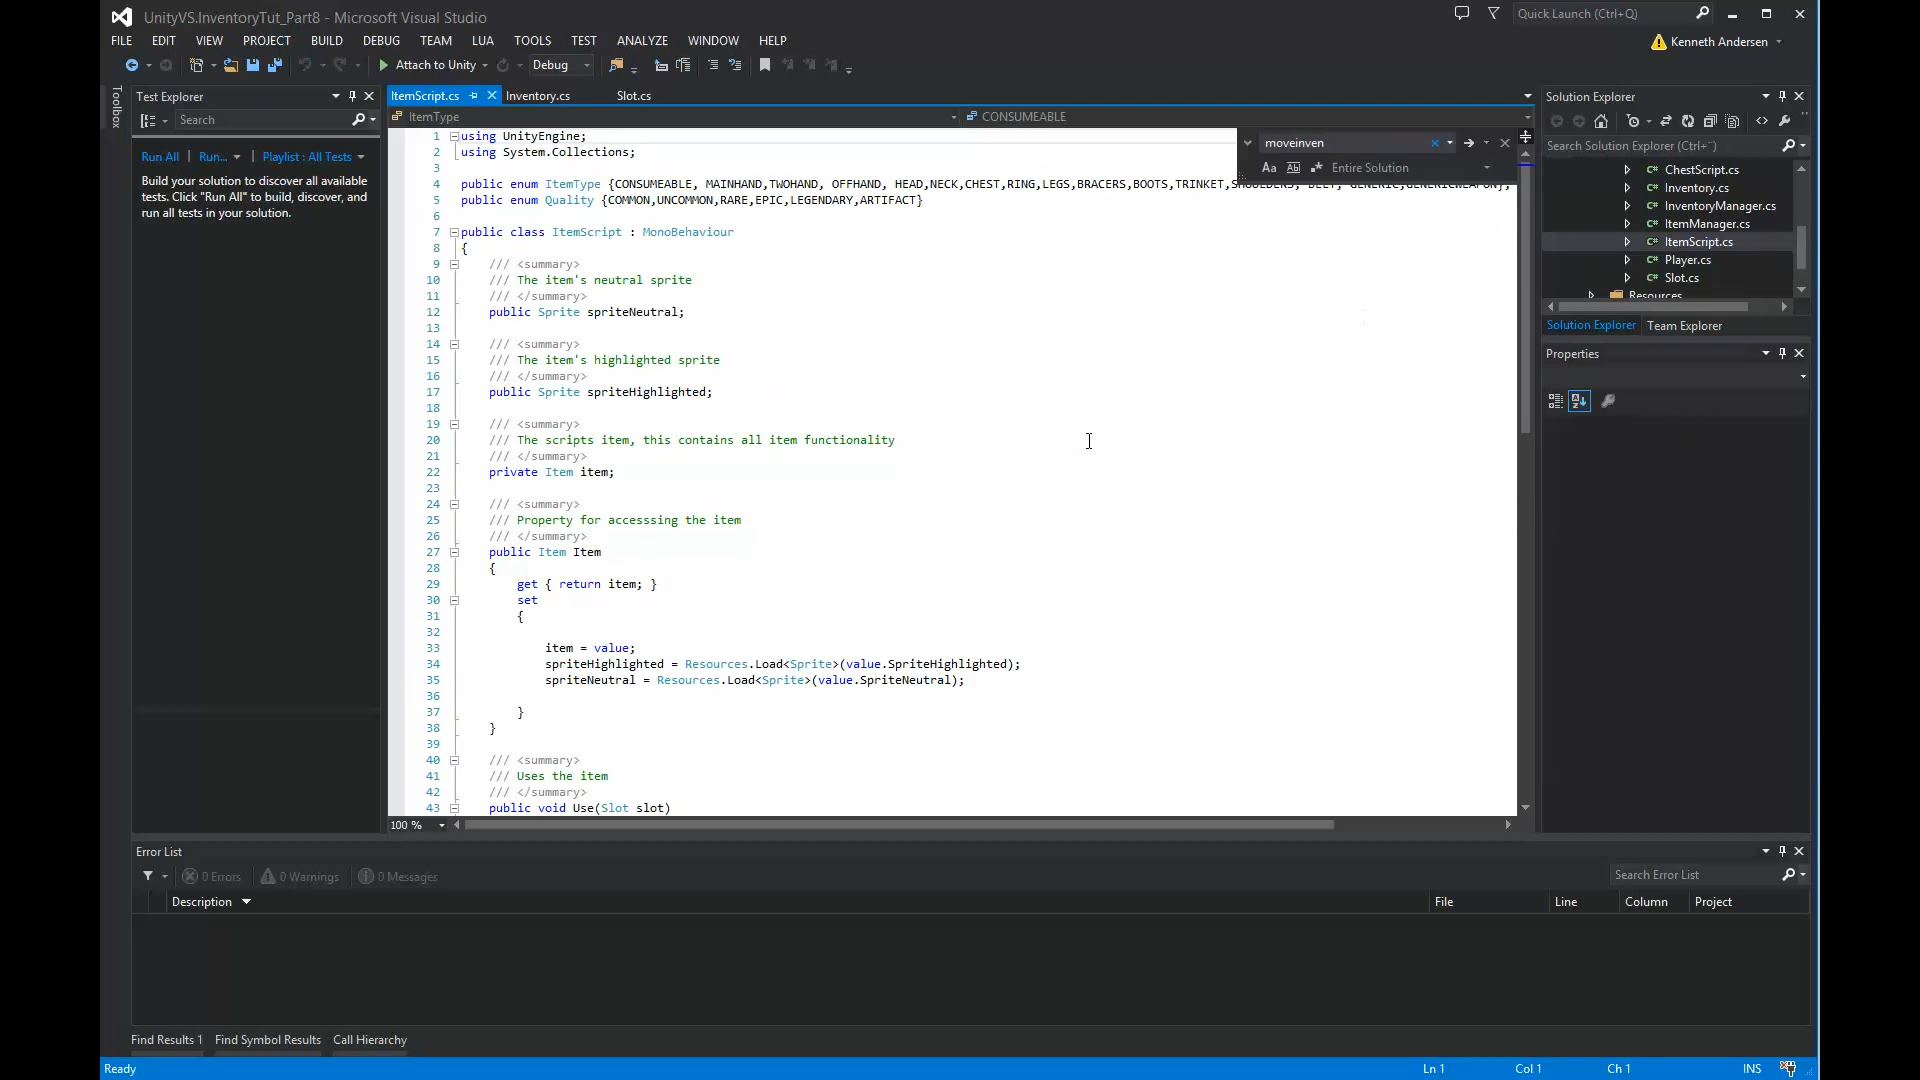 UnityVS.InventoryTut_Part8 - Microsoft Visual Studio
Quick Launch (Ctrl+Q)
FILE EDIT VIEW PROJECT BUILD DEBUG TEAM LUA TOOLS TEST ANALYZE WINDOW HELP
Kenneth Andersen
Attach to Unity Debug
Toolbox
Test Explorer
Search
Run All Run... Playlist : All Tests
Build your solution to discover all available
tests. Click "Run All" to build, discover, and
run all tests in your solution.
ItemScript.cs Inventory.cs Slot.cs
ItemType CONSUMEABLE
moveinven
Aa Ab Entire Solution
1 using UnityEngine;
2 using System.Collections;
3
4 public enum ItemType {CONSUMEABLE, MAINHAND,TWOHAND, OFFHAND, HEAD,NECK,CHEST,RING,LEGS,BRACERS,BOOTS,TRINKET,SHOULDERS, BELT, GENERIC,GENERICWEAPON};
5 public enum Quality {COMMON,UNCOMMON,RARE,EPIC,LEGENDARY,ARTIFACT}
6
7 public class ItemScript : MonoBehaviour
8 {
9 /// <summary>
10 /// The item's neutral sprite
11 /// </summary>
12 public Sprite spriteNeutral;
13
14 /// <summary>
15 /// The item's highlighted sprite
16 /// </summary>
17 public Sprite spriteHighlighted;
18
19 /// <summary>
20 /// The scripts item, this contains all item functionality
21 /// </summary>
22 private Item item;
23
24 /// <summary>
25 /// Property for accesssing the item
26 /// </summary>
27 public Item Item
28 {
29 get { return item; }
30 set
31 {
32
33 item = value;
34 spriteHighlighted = Resources.Load<Sprite>(value.SpriteHighlighted);
35 spriteNeutral = Resources.Load<Sprite>(value.SpriteNeutral);
36
37 }
38 }
39
40 /// <summary>
41 /// Uses the item
42 /// </summary>
43 public void Use(Slot slot)
100 %
Solution Explorer
Search Solution Explorer (Ctrl+¨)
ChestScript.cs
Inventory.cs
InventoryManager.cs
ItemManager.cs
ItemScript.cs
Player.cs
Slot.cs
Resources
Solution Explorer Team Explorer
Properties
Error List
0 Errors 0 Warnings 0 Messages
Search Error List
Description File Line Column Project
Find Results 1 Find Symbol Results Call Hierarchy
Ready Ln 1 Col 1 Ch 1 INS